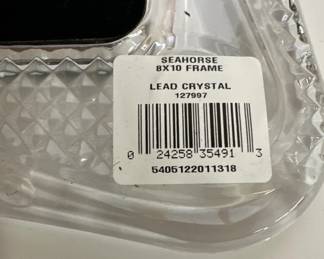 SEAHORSE
8X10 FRAME
LEAD CRYSTAL
127997
0 24258 35491 3
5405122011318